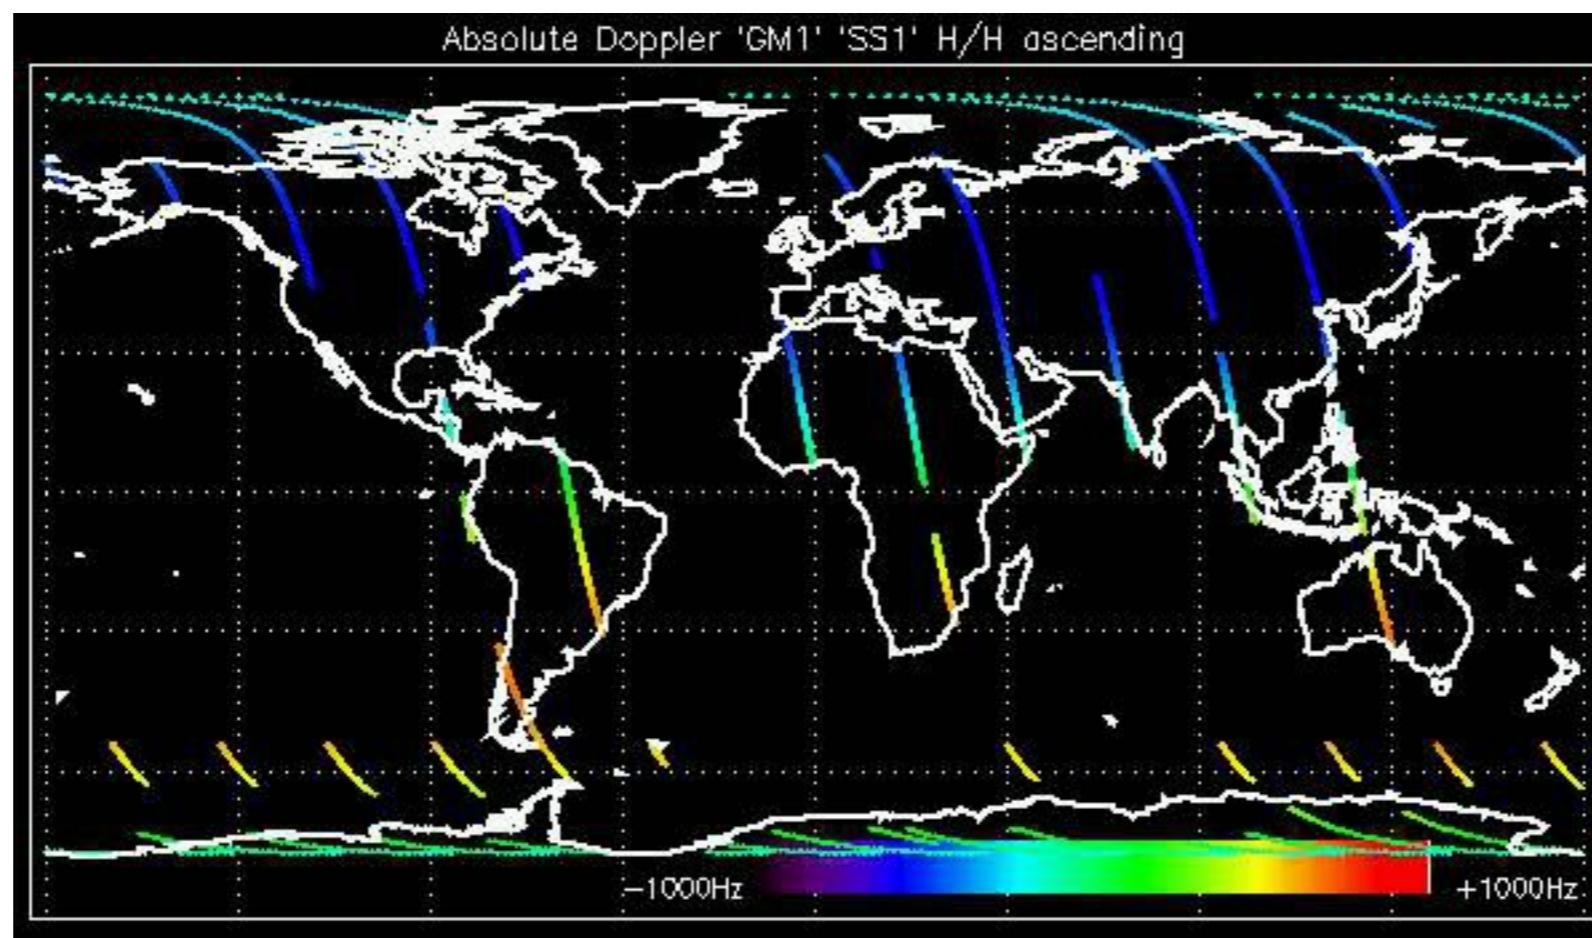 Absolute Doppler 'GM1' 'SS1' H/H ascending
-1000Hz
+1000Hz